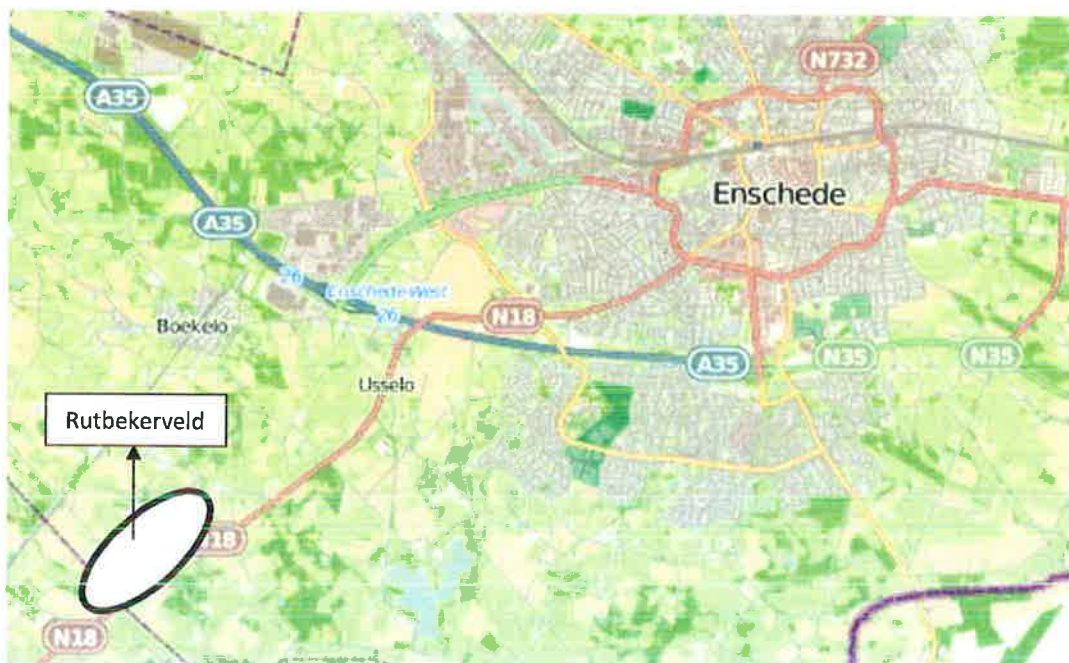 N732
A35
Enschede
A35
26
Enschede West
26
N18
Boekelo
A35
N35
N35
Usselo
Rutbekerveld
N18
N18